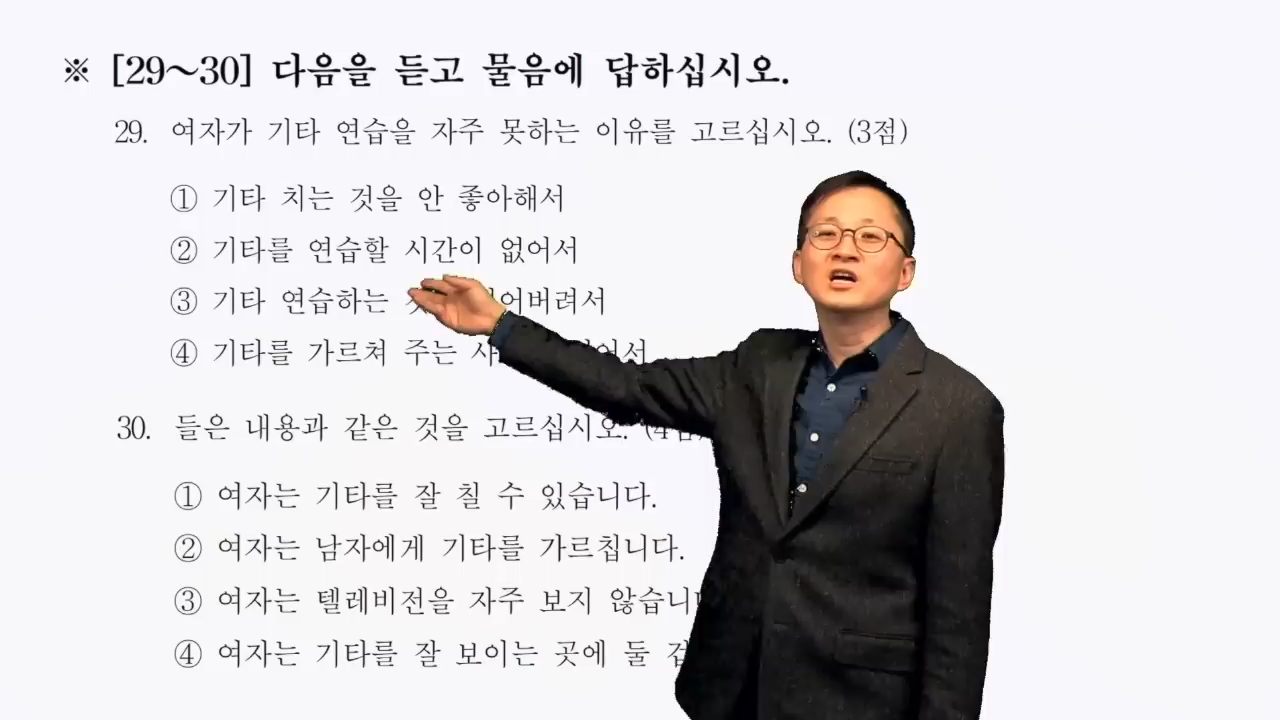 ※ [29~30] 다음을 듣고 물음에 답하십시오.
29. 여자가 기타 연습을 자주 못하는 이유를 고르십시오. (3점)
① 기타 치는 것을 안 좋아해서
② 기타를 연습할 시간이 없어서
③ 기타 연습하는
④ 기타를 가르쳐 주는
30. 들은 내용과 같은 것을 고르십시오.
① 여자는 기타를 잘 칠 수 있습니다.
② 여자는 남자에게 기타를 가르칩니다.
③ 여자는 텔레비전을 자주 보지
④ 여자는 기타를 잘 보이는 곳에 둘